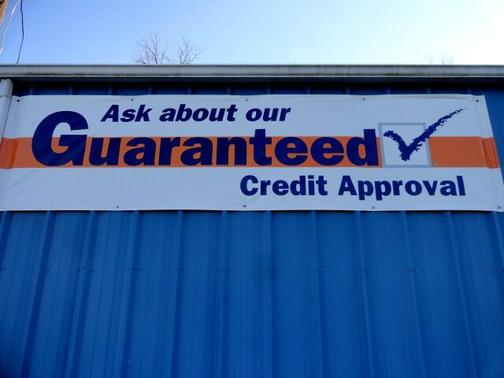 Ask about our
Guaranteed
Credit Approval